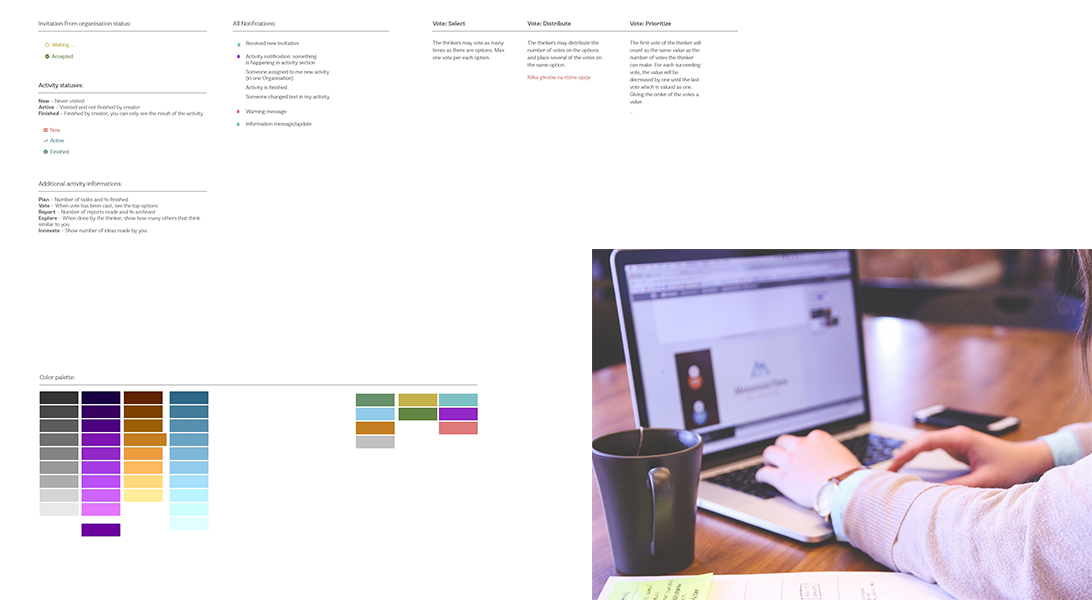 Invitation from organisation status:
Waiting ...
Accepted
Activity statuses:
New - Never visited
Active - Visisted and not finished by creator
Finished - Finished by creator, you can only see the result of the activity
New
Active
Finished
Additional activity informations:
Plan - Number of tasks and % finished
Vote - When vote has been cast, see the top options
Report - Number of reports made and % archived
Explore - When done by the thinker, show how many others that think
similar to you
Innovate - Show number of ideas made by you
All Notifications:
Received new invitation
Activity notification: something
is happening in activity section
Someone assigned to me new activity
(in one Organisation)
Activity is finished
Someone changed text in my activity
Warning message
Information message/update
Vote: Select
The thinkers may vote as many
times as there are options. Max
one vote per each option.
Vote: Distribute
The thinkers may distribute the
number of votes on the options
and place several of the votes on
the same option.
Kilka głosów na różne opcje
Vote: Prioritize
The first vote of the thinker will
count as the same value as the
number of votes the thinker
can make. For each succeeding
vote, the value will be
decreased by one until the last
vote which is valued as one.
Giving the order of the votes a
value.
Color palette: